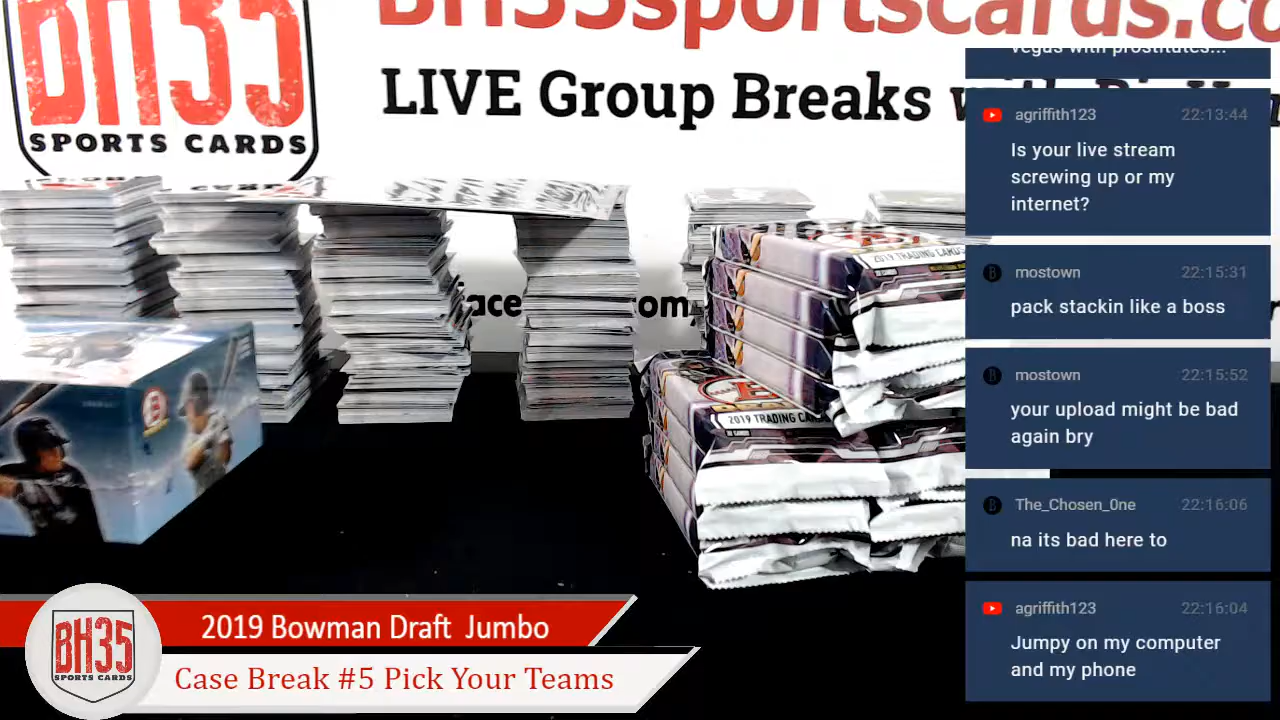 BH35
SPORTS CARDS
BH35sportscards.co
LIVE Group Breaks with
vegas with prostitutes...
agriffith123 22:13:44
Is your live stream
screwing up or my
internet?
mostown 22:15:31
pack stackin like a boss
mostown 22:15:52
your upload might be bad
again bry
The_Chosen_0ne 22:16:06
na its bad here to
agriffith123 22:16:04
Jumpy on my computer
and my phone
2019 TRADING CARDS
2019 TRADING CA
ace
om,
BH35
SPORTS CARDS
2019 Bowman Draft Jumbo
Case Break #5 Pick Your Teams